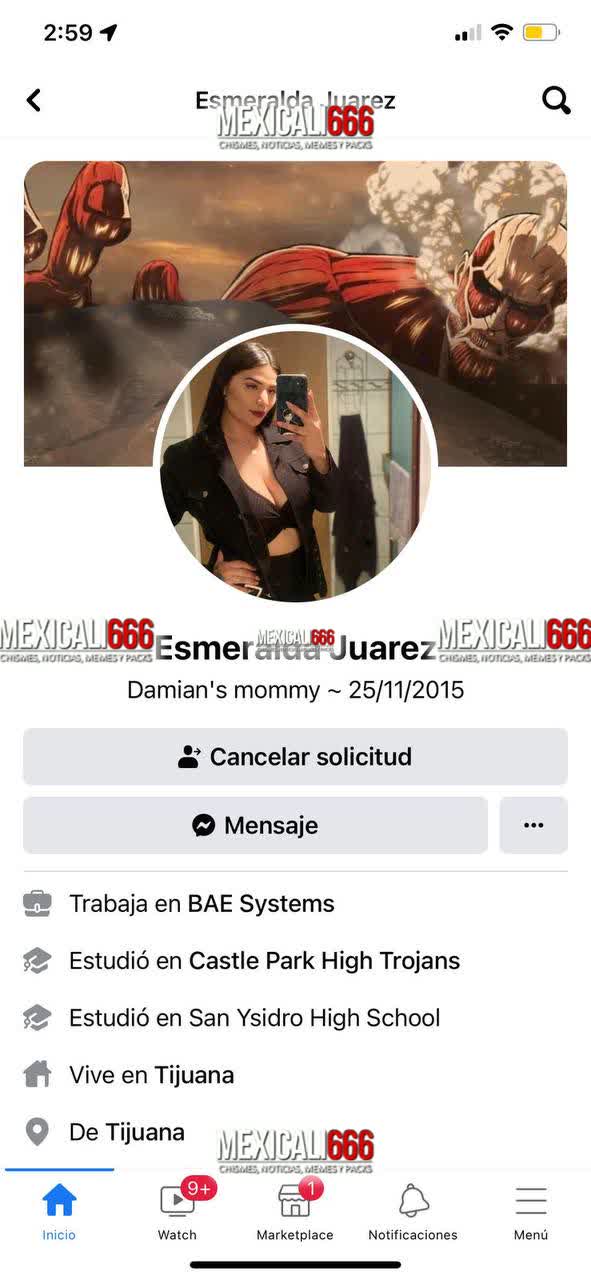 2:59
Esmeralda Juarez
MEXICALI666
CHISMES, NOTICIAS, MEMES Y PACKS
MEXICALI666
CHISMES, NOTICIAS, MEMES Y PACKS
Esmeralda Juarez
MEXICALI666
MEXICALI666
CHISMES, NOTICIAS, MEMES Y PACKS
Damian's mommy ~ 25/11/2015
Cancelar solicitud
Mensaje
Trabaja en BAE Systems
Estudió en Castle Park High Trojans
Estudió en San Ysidro High School
Vive en Tijuana
De Tijuana
MEXICALI666
CHISMES, NOTICIAS, MEMES Y PACKS
9+
1
Inicio
Watch
Marketplace
Notificaciones
Menú